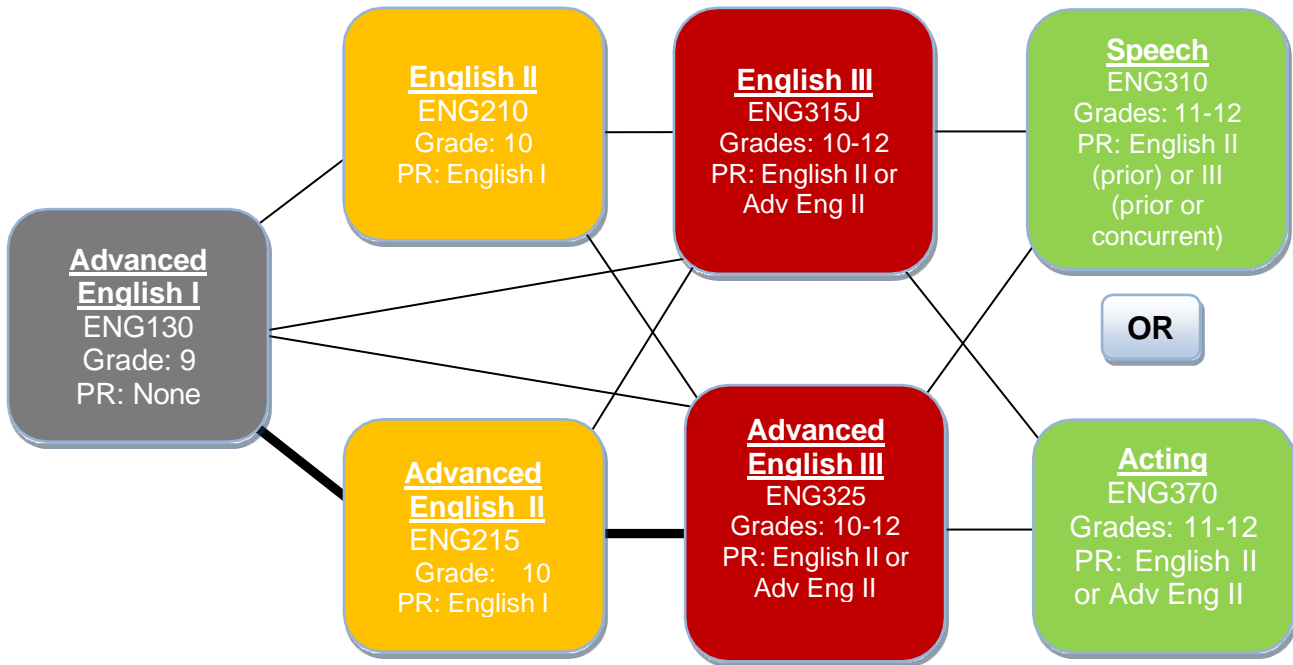 Advanced
English I
ENG130
Grade: 9
PR: None
English II
ENG210
Grade: 10
PR: English I
Advanced
English II
ENG215
Grade: 10
PR: English I
English III
ENG315J
Grades: 10-12
PR: English II or
Adv Eng II
Advanced
English III
ENG325
Grades: 10-12
PR: English II or
Adv Eng II
Speech
ENG310
Grades: 11-12
PR: English II
(prior) or III
(prior or
concurrent)
OR
Acting
ENG370
Grades: 11-12
PR: English II
or Adv Eng II